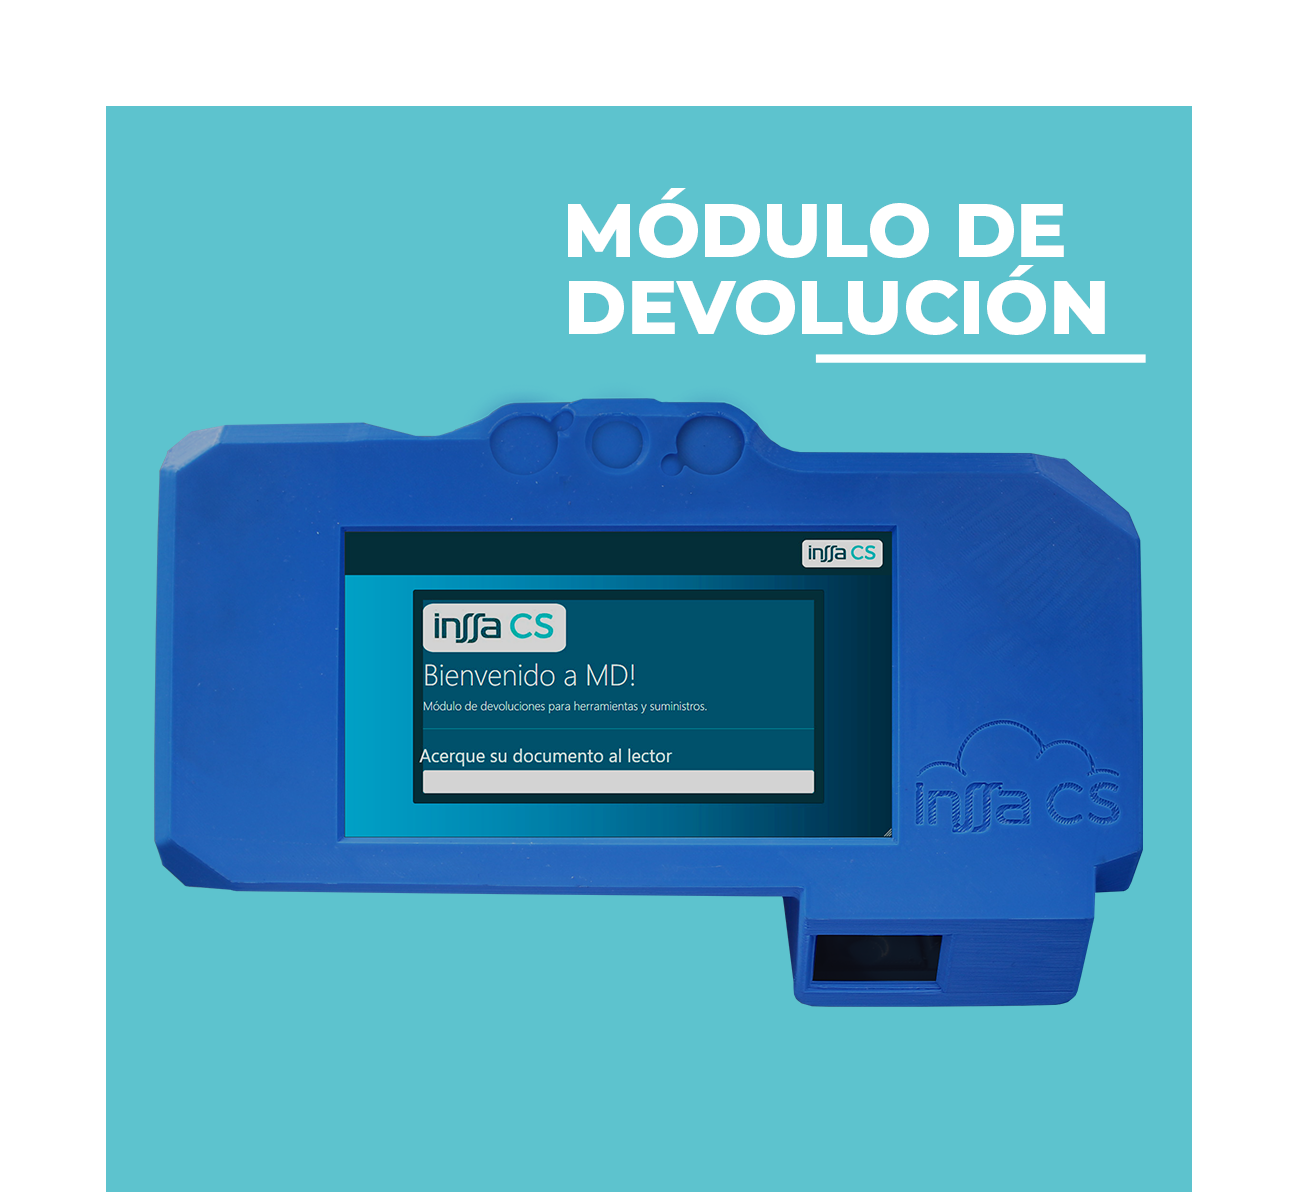 MÓDULO DE
DEVOLUCIÓN
inssa CS
inssa CS
Bienvenido a MD!
Módulo de devoluciones para herramientas y suministros.
Acerque su documento al lector
inssa CS